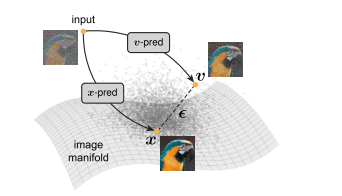 input
v-pred
v
x-pred
ϵ
x
image
manifold